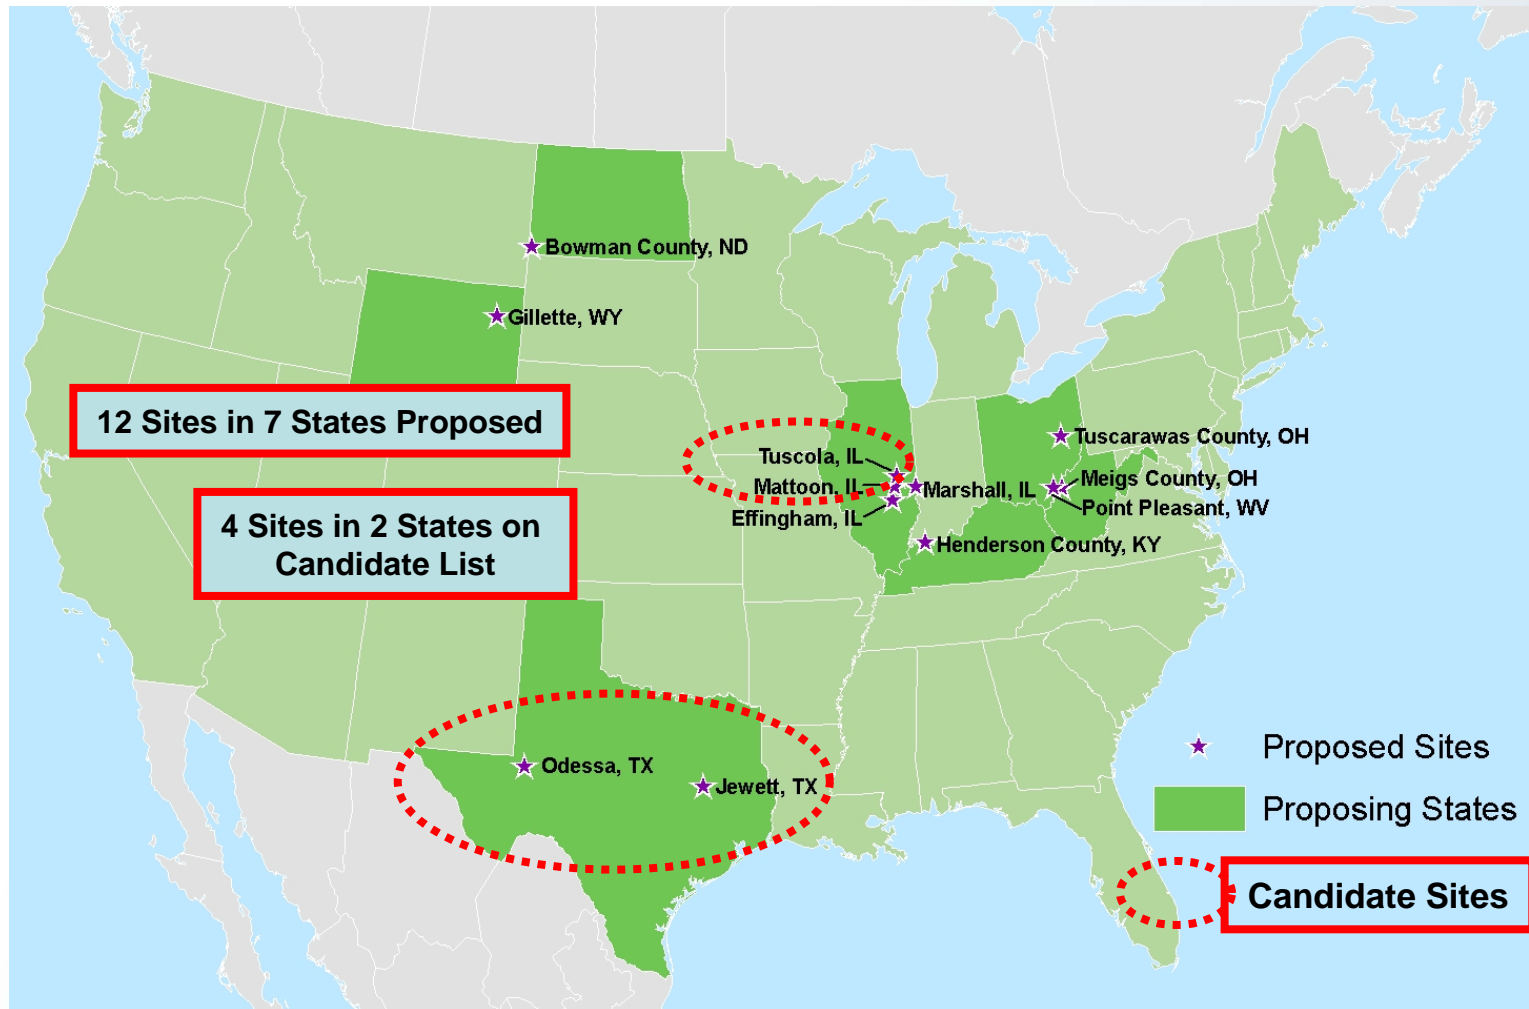 Bowman County, ND
Gillette, WY
12 Sites in 7 States Proposed
4 Sites in 2 States on
Candidate List
Tuscarawas County, OH
Tuscola, IL
Mattoon, IL
Marshall, IL
Effingham, IL
Meigs County, OH
Point Pleasant, WV
Henderson County, KY
Odessa, TX
Jewett, TX
Proposed Sites
Proposing States
Candidate Sites